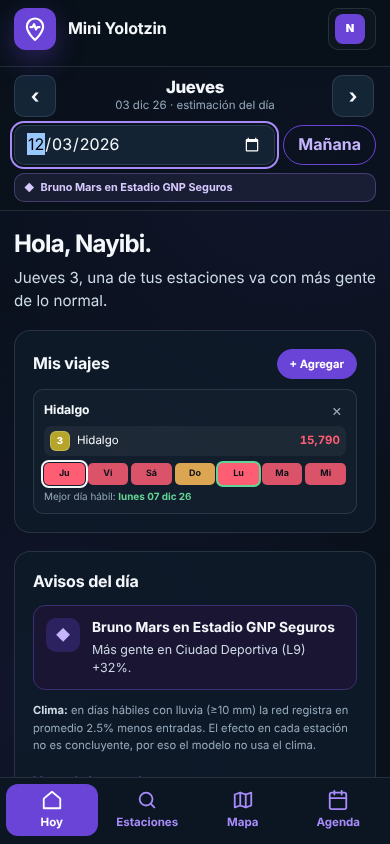 Mini Yolotzin
N
‹
Jueves
03 dic 26 · estimación del día
›
12/03/2026
Mañana
Bruno Mars en Estadio GNP Seguros
Hola, Nayibi.
Jueves 3, una de tus estaciones va con más gente
de lo normal.
Mis viajes
+ Agregar
Hidalgo
×
3 Hidalgo 15,790
Ju Vi Sá Do Lu Ma Mi
Mejor día hábil: lunes 07 dic 26
Avisos del día
Bruno Mars en Estadio GNP Seguros
Más gente en Ciudad Deportiva (L9)
+32%.
Clima: en días hábiles con lluvia (≥10 mm) la red registra en
promedio 2.5% menos entradas. El efecto en cada estación
no es concluyente, por eso el modelo no usa el clima.
Hoy
Estaciones
Mapa
Agenda